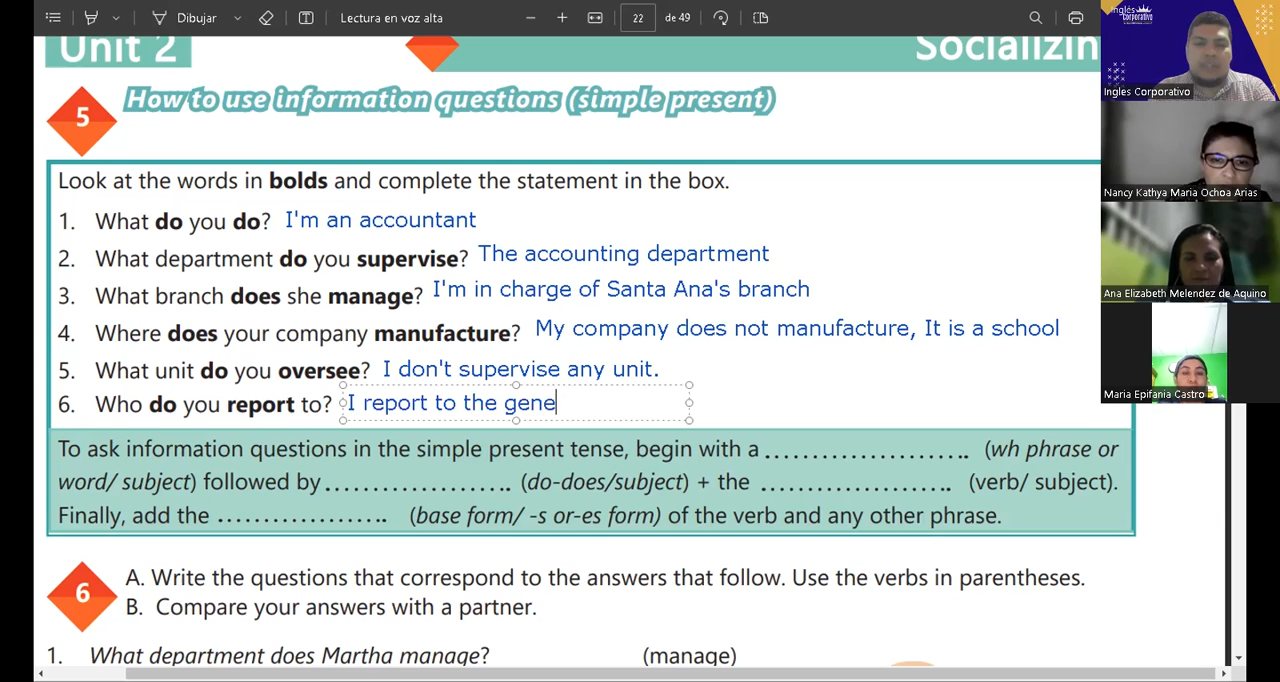 Dibujar
Lectura en voz alta
22
de 49
Unit 2
Socializin
5
How to use information questions (simple present)
Look at the words in bolds and complete the statement in the box.
1. What do you do? I'm an accountant
2. What department do you supervise? The accounting department
3. What branch does she manage? I'm in charge of Santa Ana's branch
4. Where does your company manufacture? My company does not manufacture, It is a school
5. What unit do you oversee? I don't supervise any unit.
6. Who do you report to? I report to the gene
To ask information questions in the simple present tense, begin with a ........................ (wh phrase or
word/ subject) followed by ...................... (do-does/subject) + the ...................... (verb/ subject).
Finally, add the .................... (base form/ -s or-es form) of the verb and any other phrase.
6
A. Write the questions that correspond to the answers that follow. Use the verbs in parentheses.
B. Compare your answers with a partner.
1. What department does Martha manage? (manage)
Inglés
Corporativo
Ingles Corporativo
Nancy Kathya Maria Ochoa Arias
Ana Elizabeth Melendez de Aquino
Maria Epifania Castro